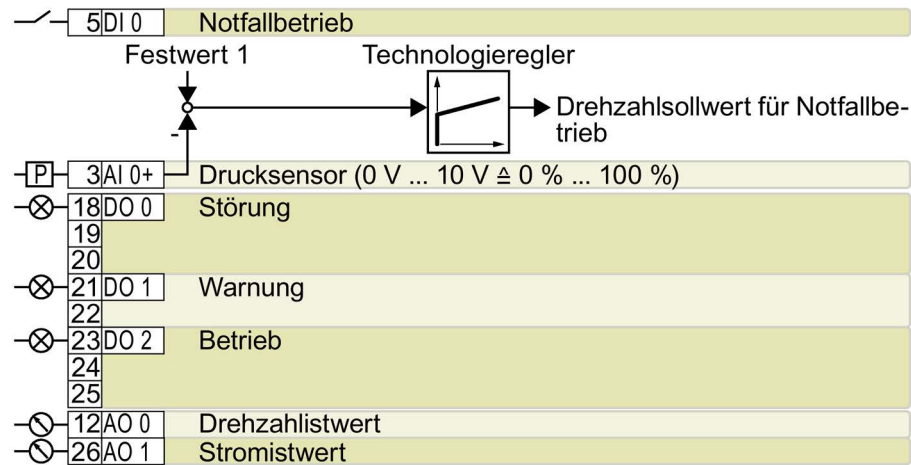 5 DI 0 Notfallbetrieb
Festwert 1 Technologieregler
Drehzahlsollwert für Notfallbe-
trieb
-
P 3 AI 0+ Drucksensor (0 V ... 10 V ≙ 0 % ... 100 %)
18 DO 0 Störung
19
20
21 DO 1 Warnung
22
23 DO 2 Betrieb
24
25
12 AO 0 Drehzahlistwert
26 AO 1 Stromistwert